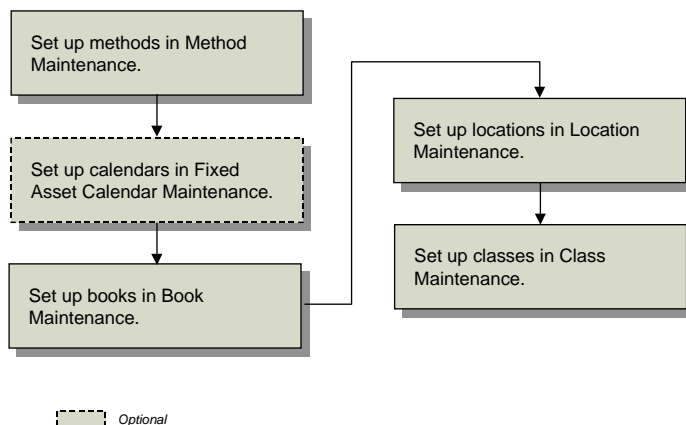 Set up methods in Method
Maintenance.
Set up calendars in Fixed
Asset Calendar Maintenance.
Set up books in Book
Maintenance.
Set up locations in Location
Maintenance.
Set up classes in Class
Maintenance.
Optional